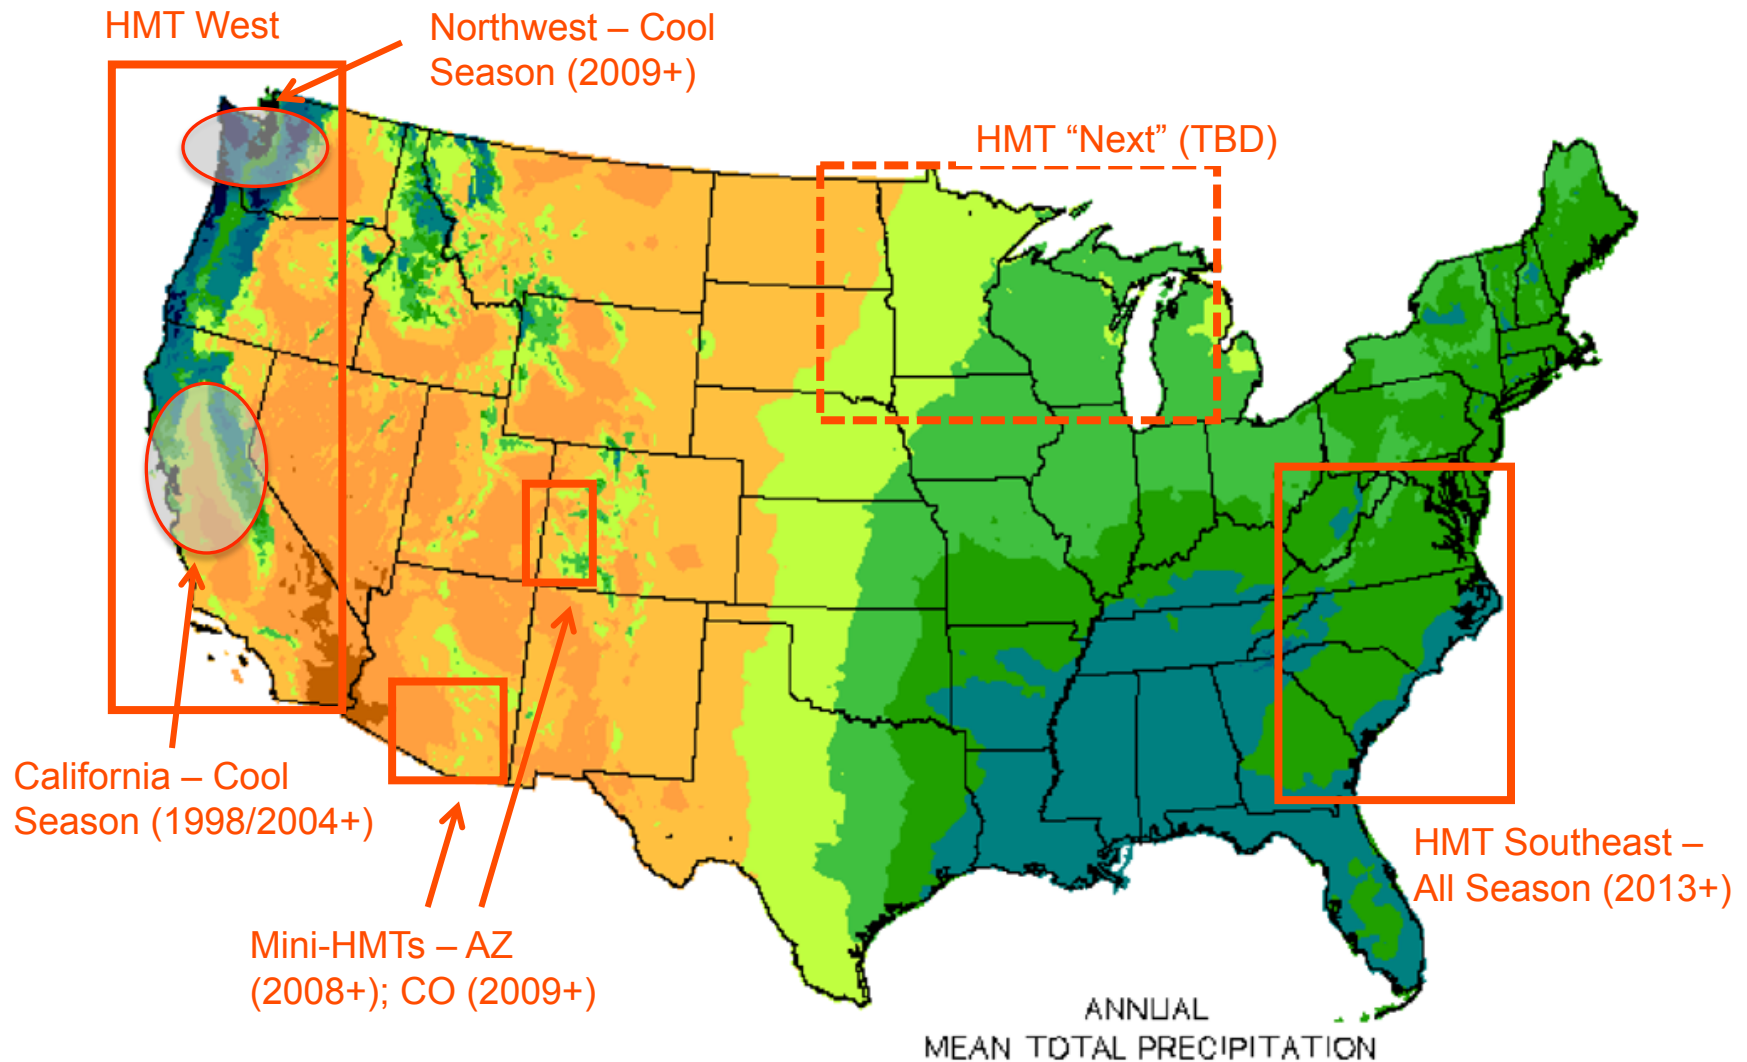 HMT West
Northwest – Cool
Season (2009+)
HMT “Next” (TBD)
California – Cool
Season (1998/2004+)
HMT Southeast –
All Season (2013+)
Mini-HMTs – AZ
(2008+); CO (2009+)
ANNUAL
MEAN TOTAL PRECIPITATION